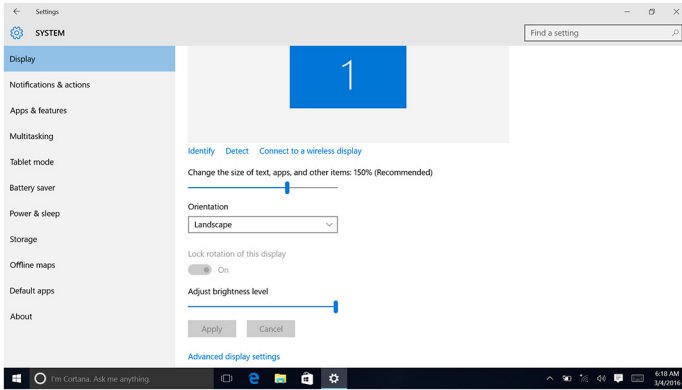 Settings
SYSTEM
Find a setting
Display
Notifications & actions
Apps & features
Multitasking
Tablet mode
Battery saver
Power & sleep
Storage
Offline maps
Default apps
About
1
Identify Detect Connect to a wireless display
Change the size of text, apps, and other items: 150% (Recommended)
Orientation
Landscape
Lock rotation of this display
On
Adjust brightness level
Apply Cancel
Advanced display settings
I'm Cortana. Ask me anything.
6:18 AM
3/4/2016